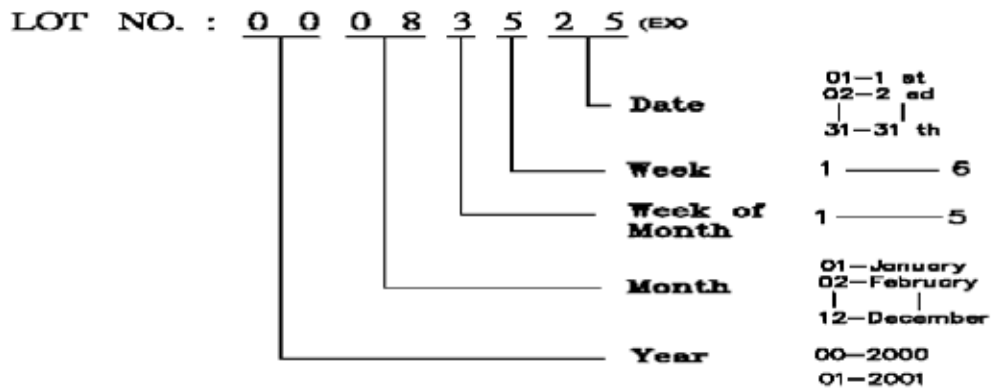 LOT NO. : 0 0 0 8 3 5 2 5 (EX)
Date
01-1 st
02-2 ed
31-31 th
Week
1 6
Week of
Month
1 5
Month
01-January
02-February
12-December
Year
00-2000
01-2001